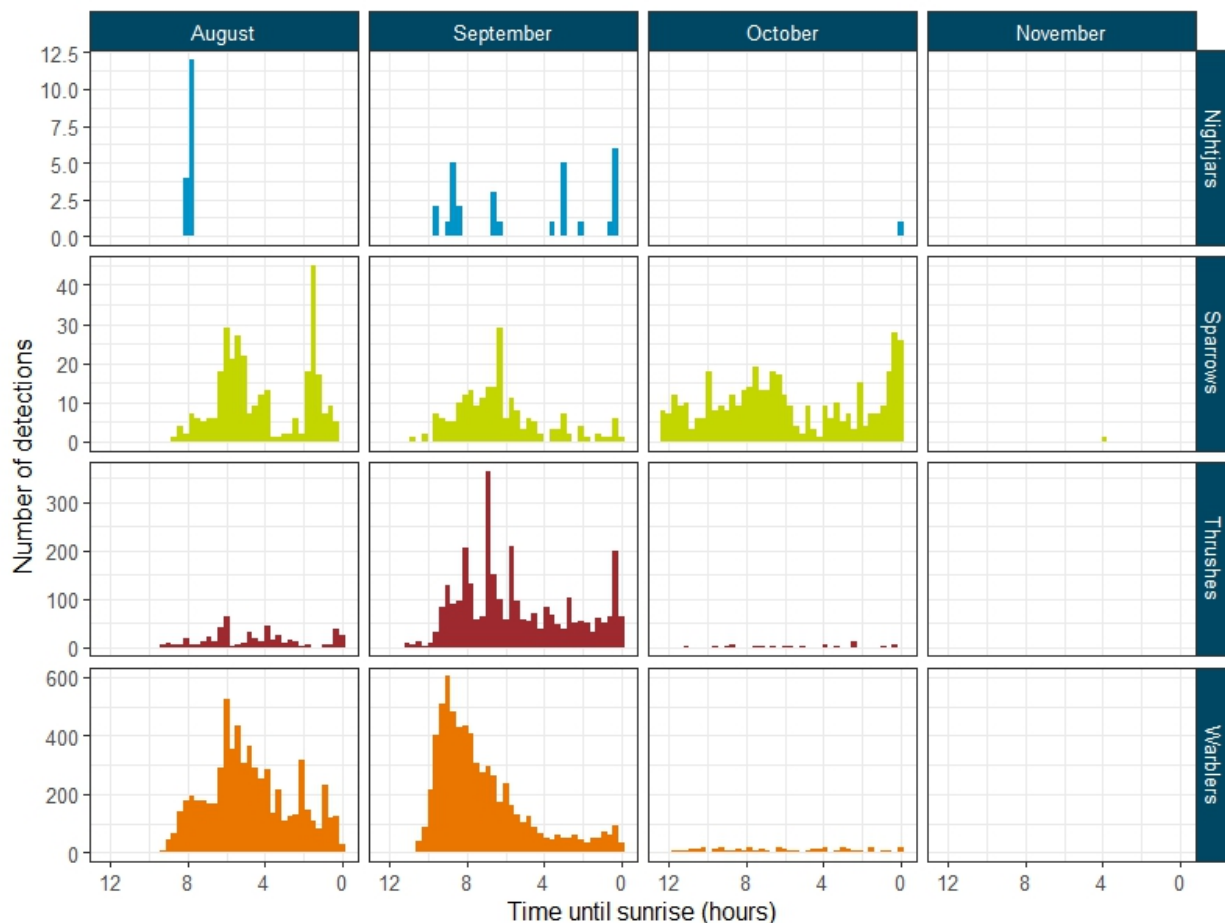 August September October November
Number of detections
12.5
10.0
7.5
5.0
2.5
0.0
Nightjars
40
30
20
10
0
Sparrows
300
200
100
0
Thrushes
600
400
200
0
Warblers
12 8 4 0 12 8 4 0 12 8 4 0 12 8 4 0
Time until sunrise (hours)